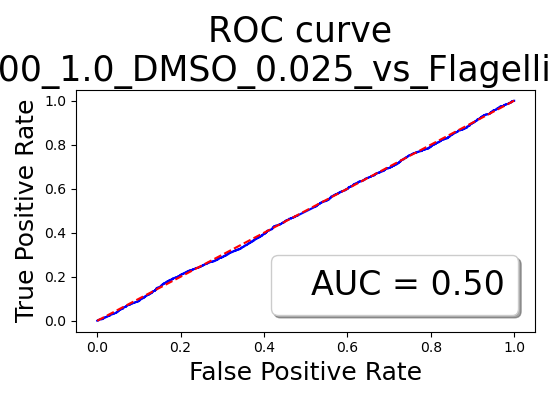 ROC curve
00_1.0_DMSO_0.025_vs_Flagelli
True Positive Rate
1.0
0.8
0.6
0.4
0.2
0.0
AUC = 0.50
0.0 0.2 0.4 0.6 0.8 1.0
False Positive Rate